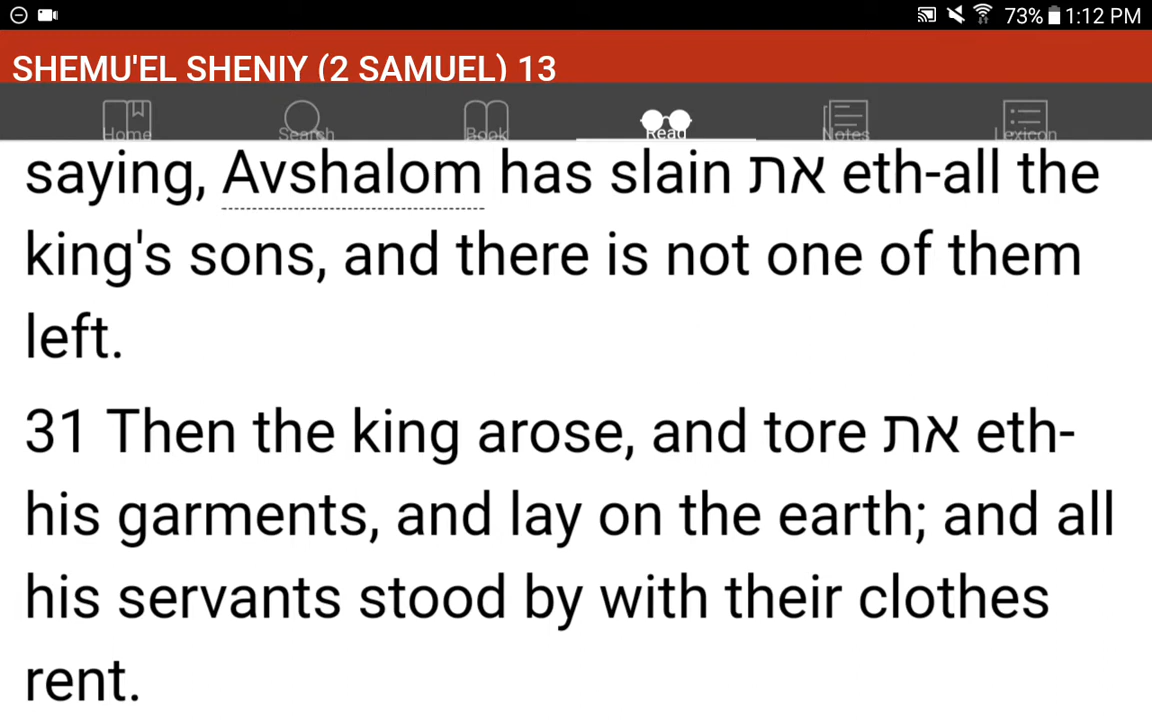 73% 1:12 PM
SHEMU'EL SHENIY (2 SAMUEL) 13
Home Search Book Read Notes Lexicon
saying, Avshalom has slain את eth-all the
king's sons, and there is not one of them
left.
31 Then the king arose, and tore את eth-
his garments, and lay on the earth; and all
his servants stood by with their clothes
rent.